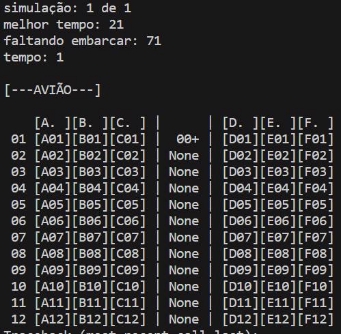 simulação: 1 de 1
melhor tempo: 21
faltando embarcar: 71
tempo: 1
[---AVIÃO---]
[A. ][B. ][C. ] |       | [D. ][E. ][F. ]
01 [A01][B01][C01] |  00+  | [D01][E01][F01]
02 [A02][B02][C02] | None | [D02][E02][F02]
03 [A03][B03][C03] | None | [D03][E03][F03]
04 [A04][B04][C04] | None | [D04][E04][F04]
05 [A05][B05][C05] | None | [D05][E05][F05]
06 [A06][B06][C06] | None | [D06][E06][F06]
07 [A07][B07][C07] | None | [D07][E07][F07]
08 [A08][B08][C08] | None | [D08][E08][F08]
09 [A09][B09][C09] | None | [D09][E09][F09]
10 [A10][B10][C10] | None | [D10][E10][F10]
11 [A11][B11][C11] | None | [D11][E11][F11]
12 [A12][B12][C12] | None | [D12][E12][F12]
Traceback (most recent call last):